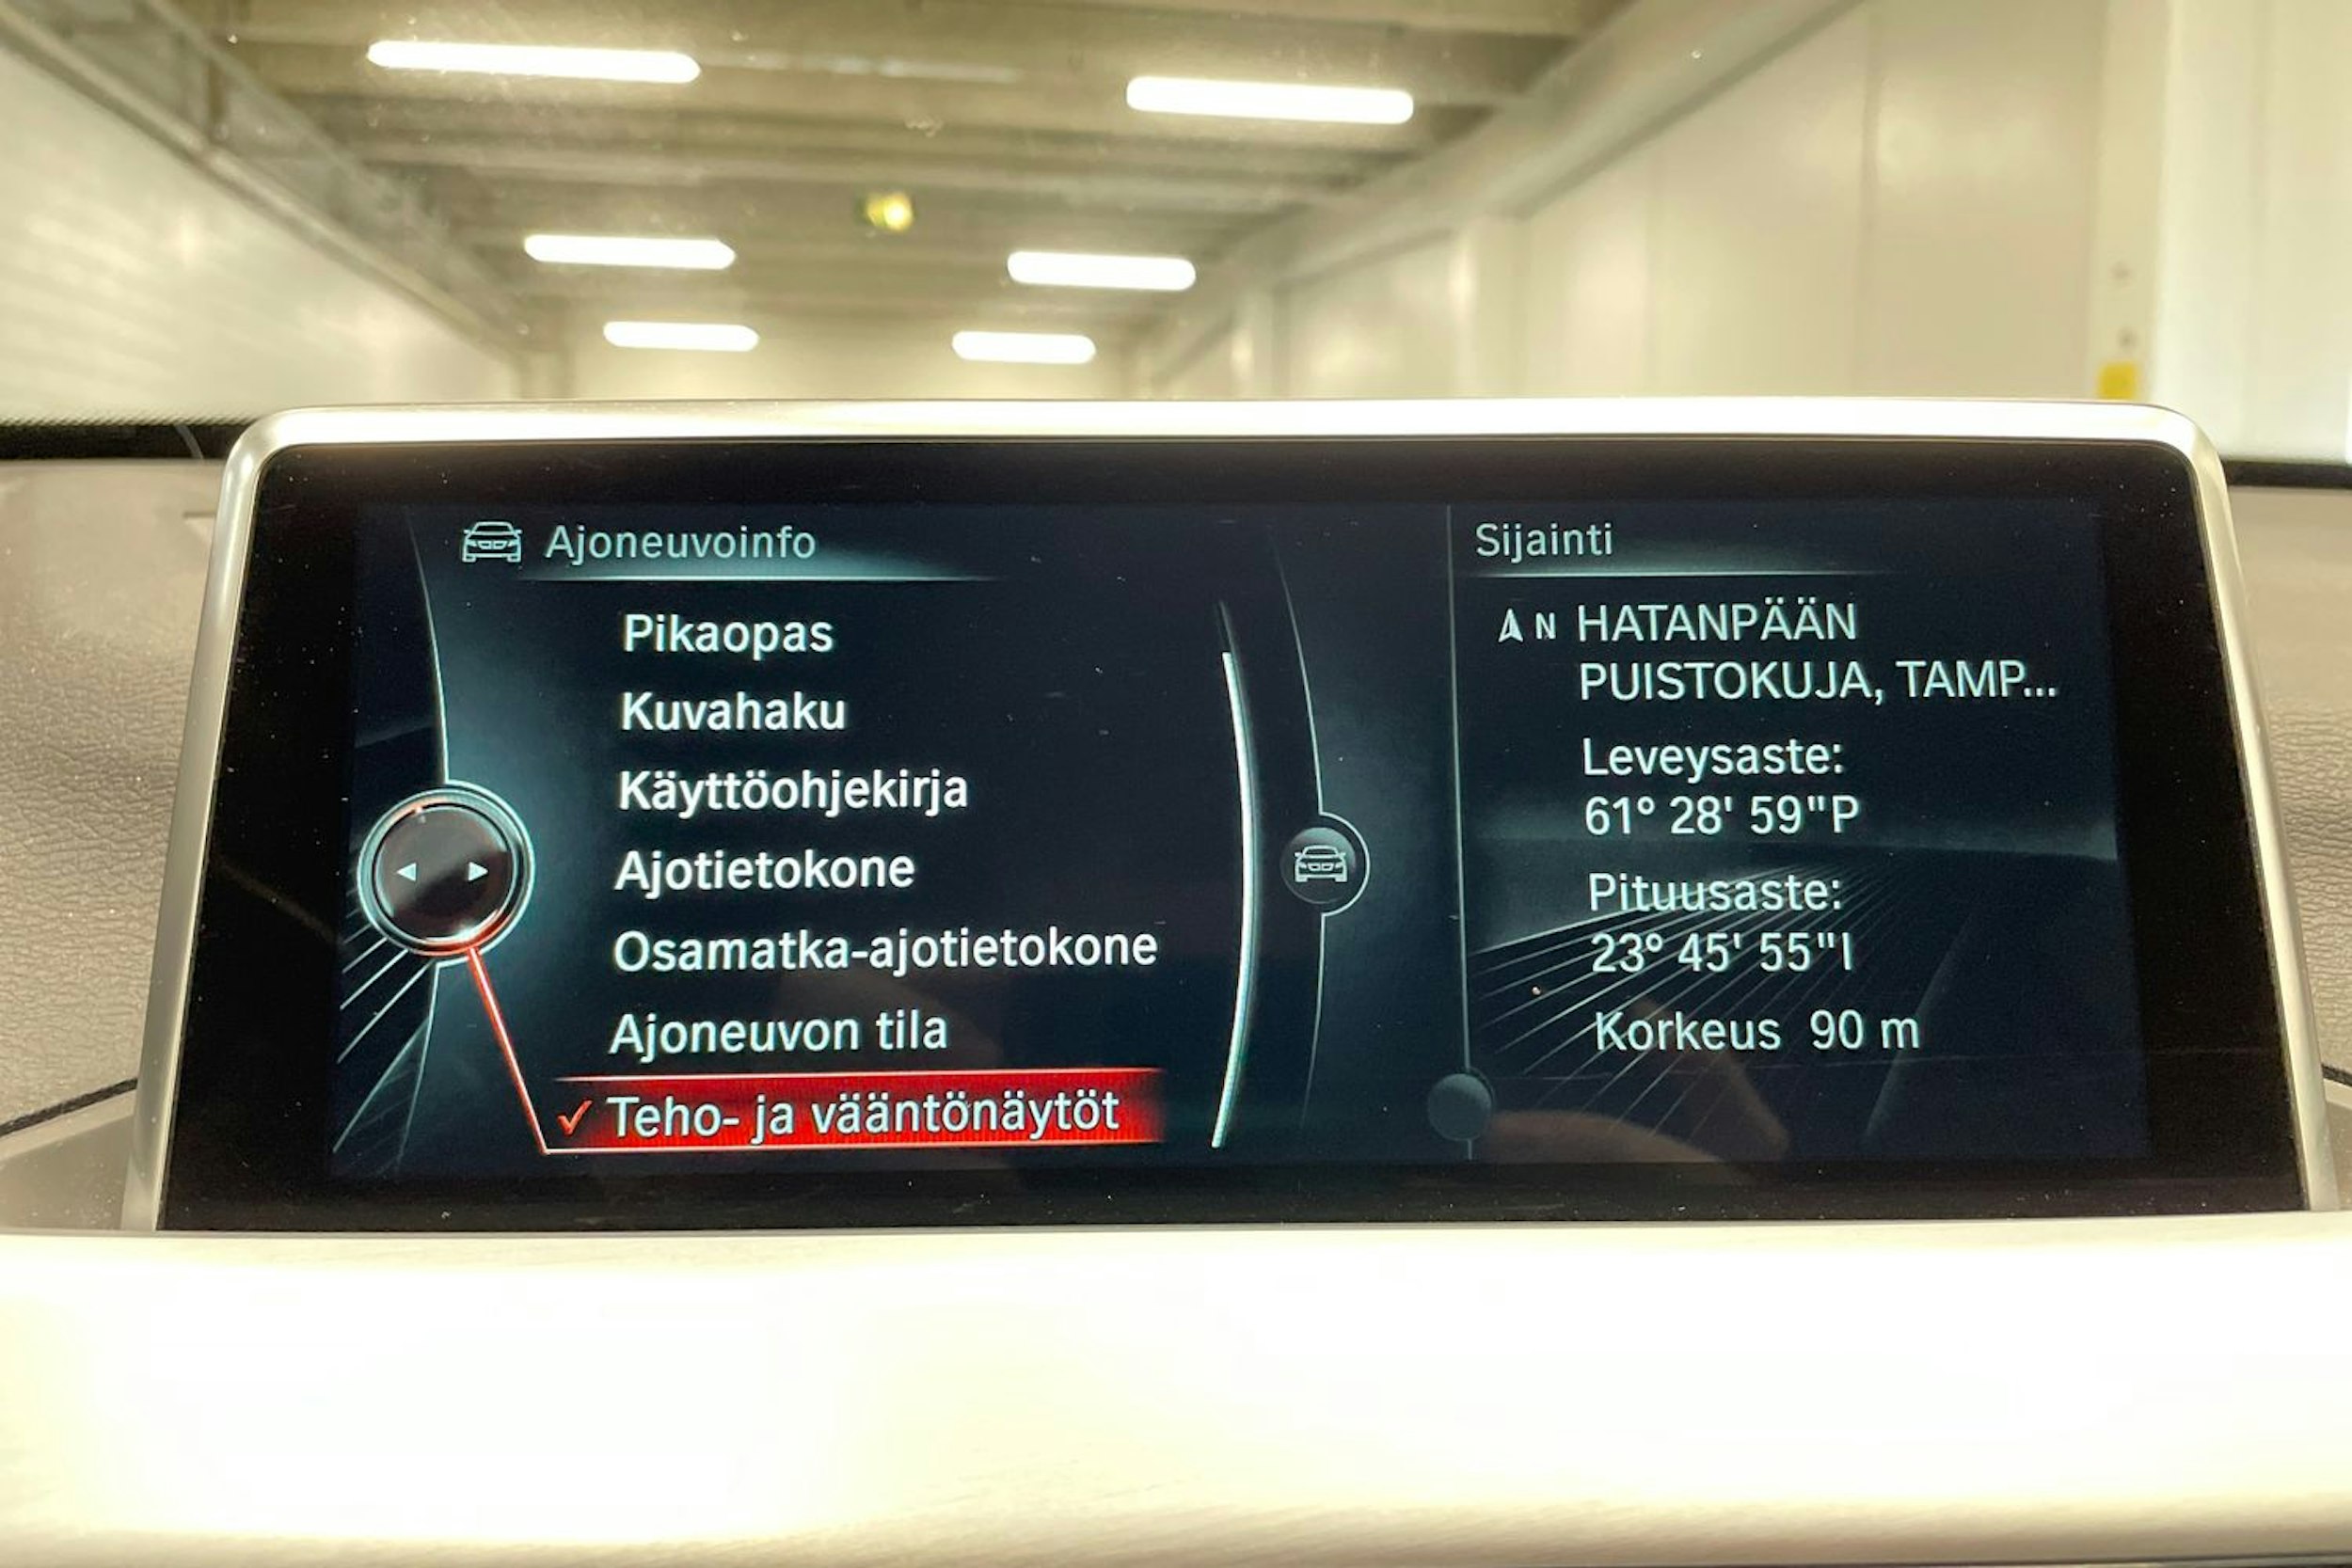 Ajoneuvoinfo
Pikaopas
Kuvahaku
Käyttöohjekirja
Ajotietokone
Osamatka-ajotietokone
Ajoneuvon tila
✓ Teho- ja vääntönäytöt
Sijainti
N HATANPÄÄN
PUISTOKUJA, TAMP...
Leveysaste:
61° 28' 59"P
Pituusaste:
23° 45' 55"I
Korkeus 90 m